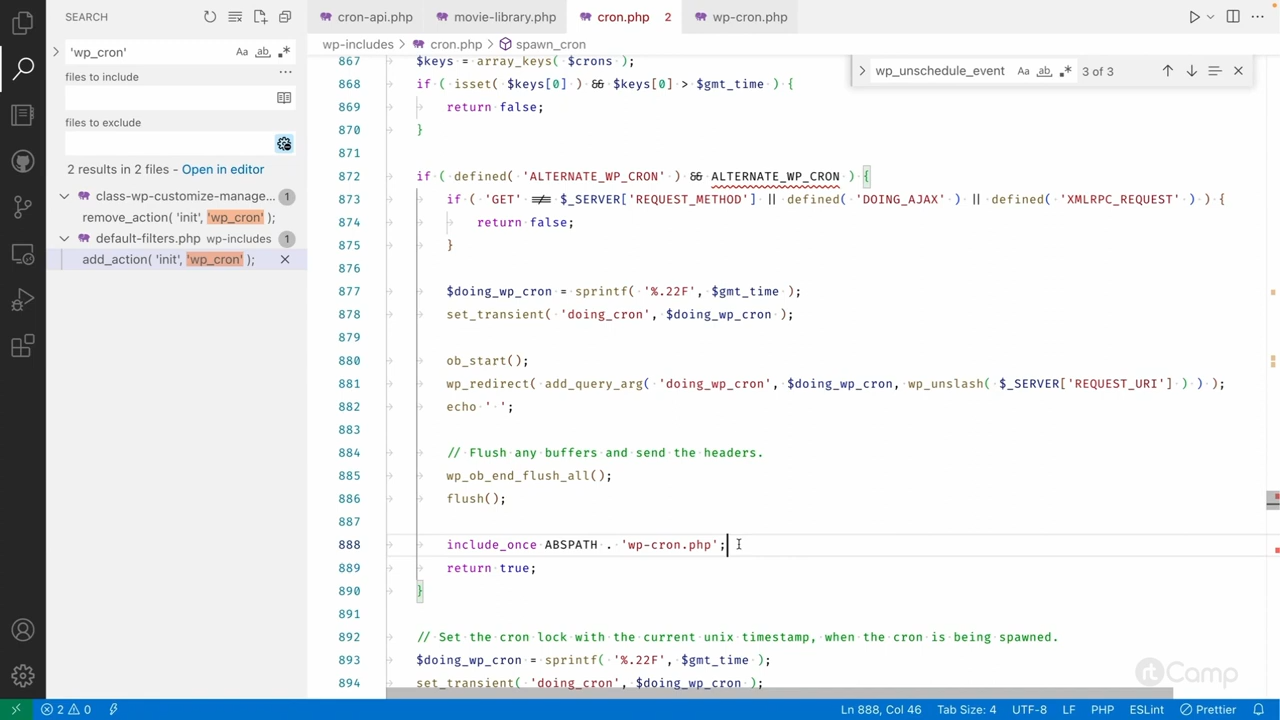 SEARCH
'wp_cron'
Aa
ab
files to include
files to exclude
2 results in 2 files - Open in editor
class-wp-customize-manage...
1
remove_action( 'init', 'wp_cron' );
default-filters.php wp-includes
1
add_action( 'init', 'wp_cron' );
cron-api.php
movie-library.php
cron.php 2
wp-cron.php
wp-includes > cron.php > spawn_cron
wp_unschedule_event
Aa
ab
3 of 3
867 $keys = array_keys( $crons );
868 if ( isset( $keys[0] ) && $keys[0] > $gmt_time ) {
869 return false;
870 }
871
872 if ( defined( 'ALTERNATE_WP_CRON' ) && ALTERNATE_WP_CRON ) {
873 if ( 'GET' !== $_SERVER['REQUEST_METHOD'] || defined( 'DOING_AJAX' ) || defined( 'XMLRPC_REQUEST' ) ) {
874 return false;
875 }
876
877 $doing_wp_cron = sprintf( '%.22F', $gmt_time );
878 set_transient( 'doing_cron', $doing_wp_cron );
879
880 ob_start();
881 wp_redirect( add_query_arg( 'doing_wp_cron', $doing_wp_cron, wp_unslash( $_SERVER['REQUEST_URI'] ) ) );
882 echo ' ';
883
884 // Flush any buffers and send the headers.
885 wp_ob_end_flush_all();
886 flush();
887
888 include_once ABSPATH . 'wp-cron.php';
889 return true;
890 }
891
892 // Set the cron lock with the current unix timestamp, when the cron is being spawned.
893 $doing_wp_cron = sprintf( '%.22F', $gmt_time );
894 set_transient( 'doing_cron', $doing_wp_cron );
rtCamp
2 0
Ln 888, Col 46
Tab Size: 4
UTF-8
LF
PHP
ESLint
Prettier